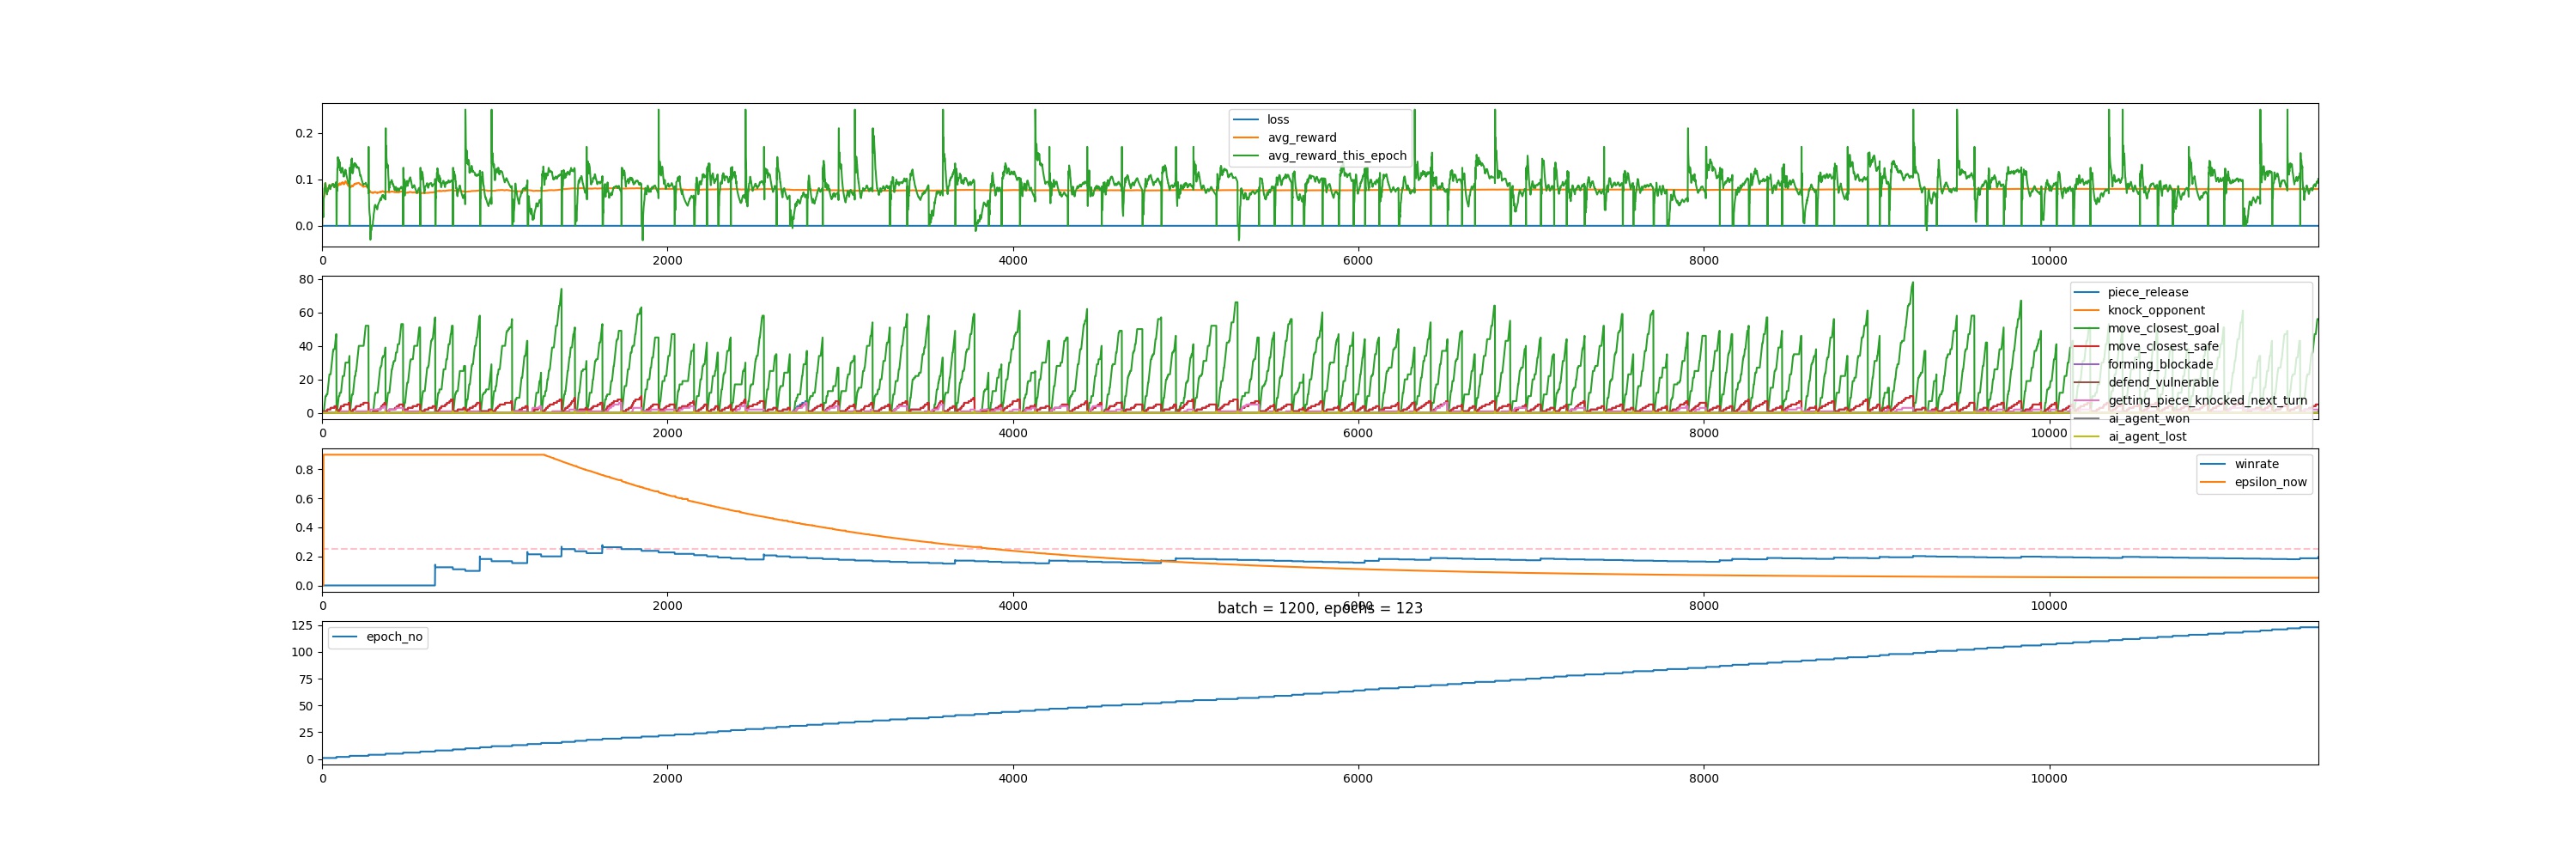 0.2
0.1
0.0
loss
avg_reward
avg_reward_this_epoch
0 2000 4000 6000 8000 10000
80
60
40
20
0
piece_release
knock_opponent
move_closest_goal
move_closest_safe
forming_blockade
defend_vulnerable
getting_piece_knocked_next_turn
ai_agent_won
ai_agent_lost
0 2000 4000 6000 8000 10000
0.8
0.6
0.4
0.2
0.0
winrate
epsilon_now
0 2000 4000 6000 8000 10000
batch = 1200, epochs = 123
125
100
75
50
25
0
epoch_no
0 2000 4000 6000 8000 10000